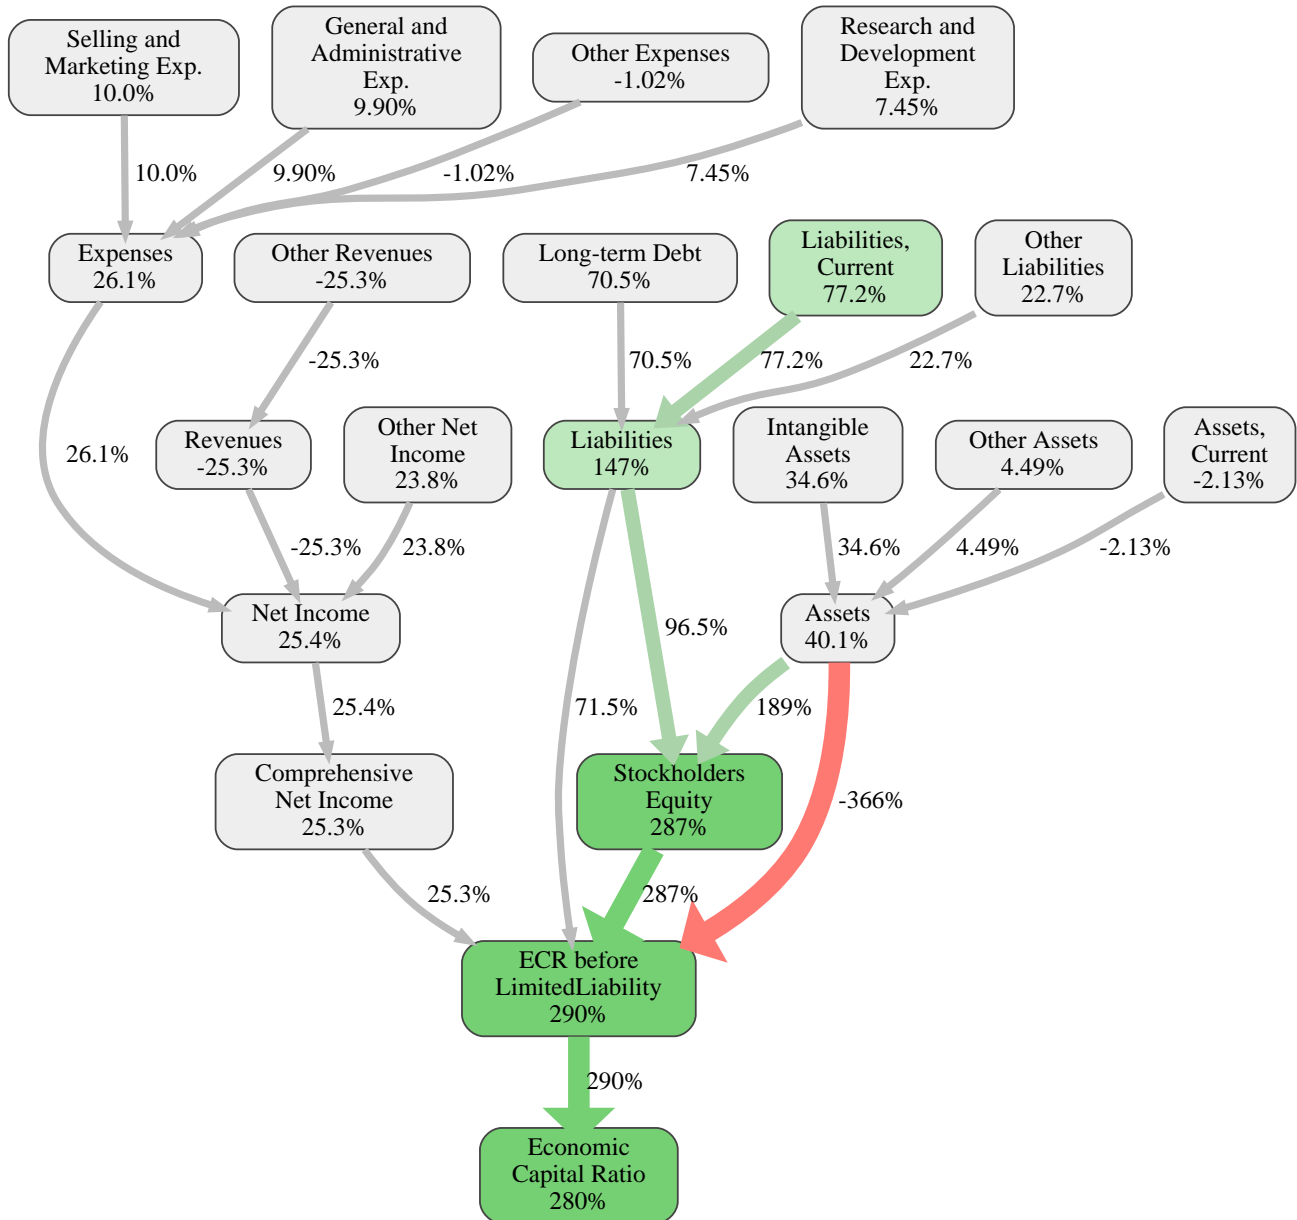 Selling and
Marketing Exp.
10.0%
General and
Administrative
Exp.
9.90%
Other Expenses
-1.02%
Research and
Development
Exp.
7.45%
10.0%
9.90%
-1.02%
7.45%
Expenses
26.1%
Other Revenues
-25.3%
Long-term Debt
70.5%
Liabilities,
Current
77.2%
Other
Liabilities
22.7%
-25.3%
70.5%
77.2%
22.7%
26.1%
Revenues
-25.3%
Other Net
Income
23.8%
Liabilities
147%
Intangible
Assets
34.6%
Other Assets
4.49%
Assets,
Current
-2.13%
-25.3%
23.8%
34.6%
4.49%
-2.13%
Net Income
25.4%
96.5%
Assets
40.1%
25.4%
71.5%
189%
Comprehensive
Net Income
25.3%
Stockholders
Equity
287%
-366%
25.3%
287%
ECR before
LimitedLiability
290%
290%
Economic
Capital Ratio
280%